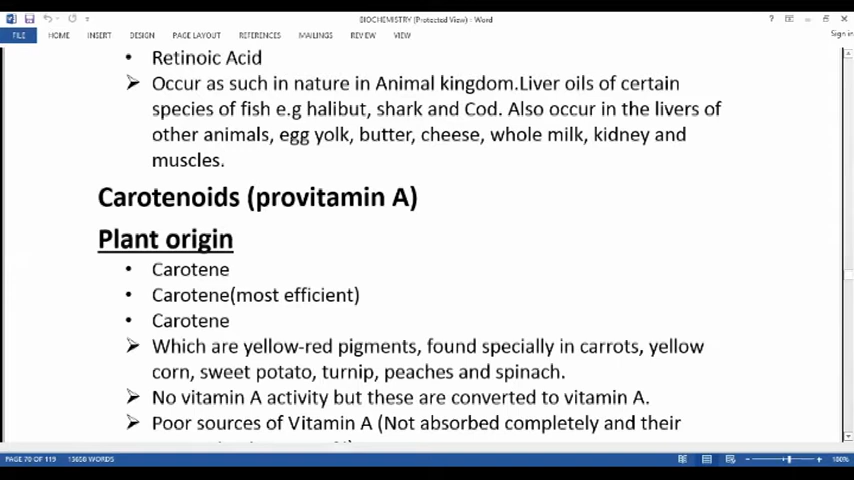 BIOCHEMISTRY (Protected View) - Word
Sign in
FILE HOME INSERT DESIGN PAGE LAYOUT REFERENCES MAILINGS REVIEW VIEW
• Retinoic Acid
➢ Occur as such in nature in Animal kingdom.Liver oils of certain
species of fish e.g halibut, shark and Cod. Also occur in the livers of
other animals, egg yolk, butter, cheese, whole milk, kidney and
muscles.
Carotenoids (provitamin A)
Plant origin
• Carotene
• Carotene(most efficient)
• Carotene
➢ Which are yellow-red pigments, found specially in carrots, yellow
corn, sweet potato, turnip, peaches and spinach.
➢ No vitamin A activity but these are converted to vitamin A.
➢ Poor sources of Vitamin A (Not absorbed completely and their
PAGE 70 OF 119 13658 WORDS 100%